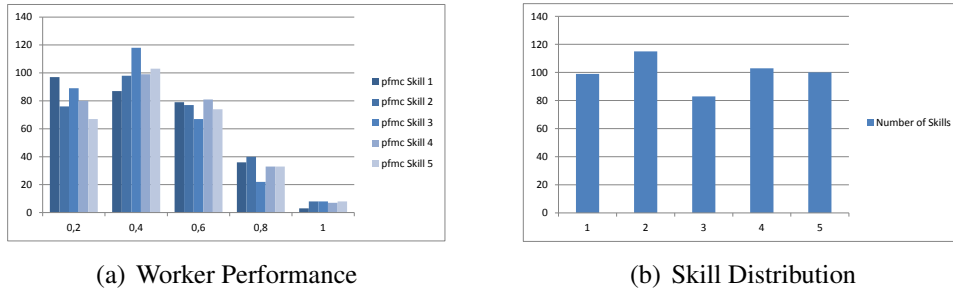 140
120
100
80
60
40
20
0
0,2 0,4 0,6 0,8 1
pfmc Skill 1
pfmc Skill 2
pfmc Skill 3
pfmc Skill 4
pfmc Skill 5
(a) Worker Performance
140
120
100
80
60
40
20
0
1 2 3 4 5
Number of Skills
(b) Skill Distribution